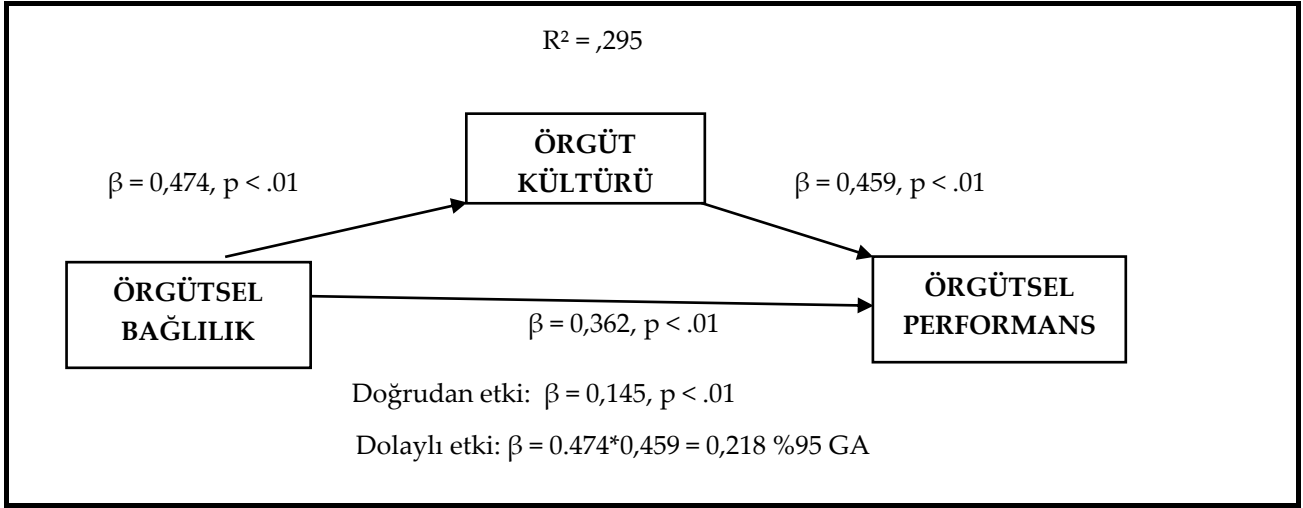 R² = ,295
ÖRGÜT
KÜLTÜRÜ
β = 0,474, p < .01
β = 0,459, p < .01
ÖRGÜTSEL
BAĞLILIK
ÖRGÜTSEL
PERFORMANS
β = 0,362, p < .01
Doğrudan etki: β = 0,145, p < .01
Dolaylı etki: β = 0.474*0,459 = 0,218 %95 GA